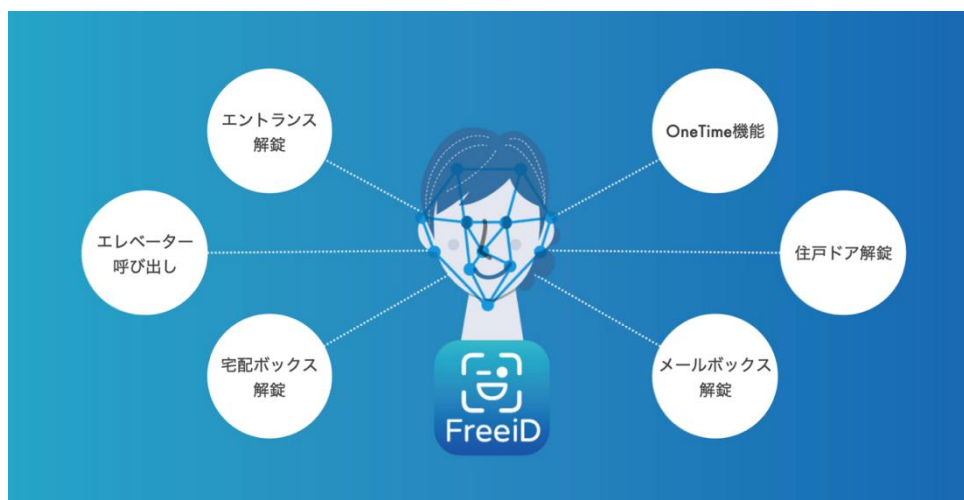 エントランス
解錠
OneTime機能
エレベーター
呼び出し
住戸ドア解錠
宅配ボックス
解錠
メールボックス
解錠
FreeiD